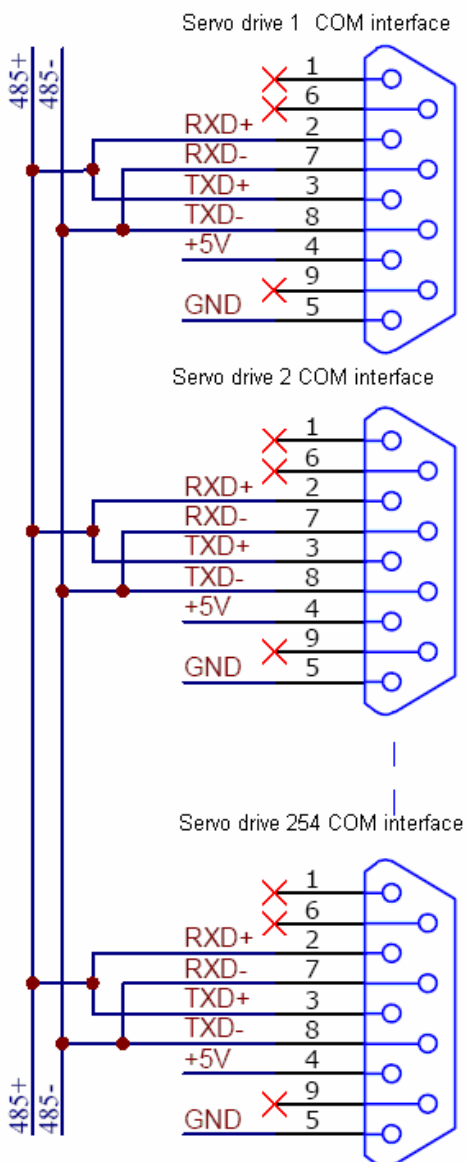 Servo drive 1 COM interface
485+
485-
1
6
RXD+ 2
RXD- 7
TXD+ 3
TXD- 8
+5V 4
9
GND 5
Servo drive 2 COM interface
1
6
RXD+ 2
RXD- 7
TXD+ 3
TXD- 8
+5V 4
9
GND 5
Servo drive 254 COM interface
1
6
RXD+ 2
RXD- 7
TXD+ 3
TXD- 8
+5V 4
9
GND 5
485+
485-